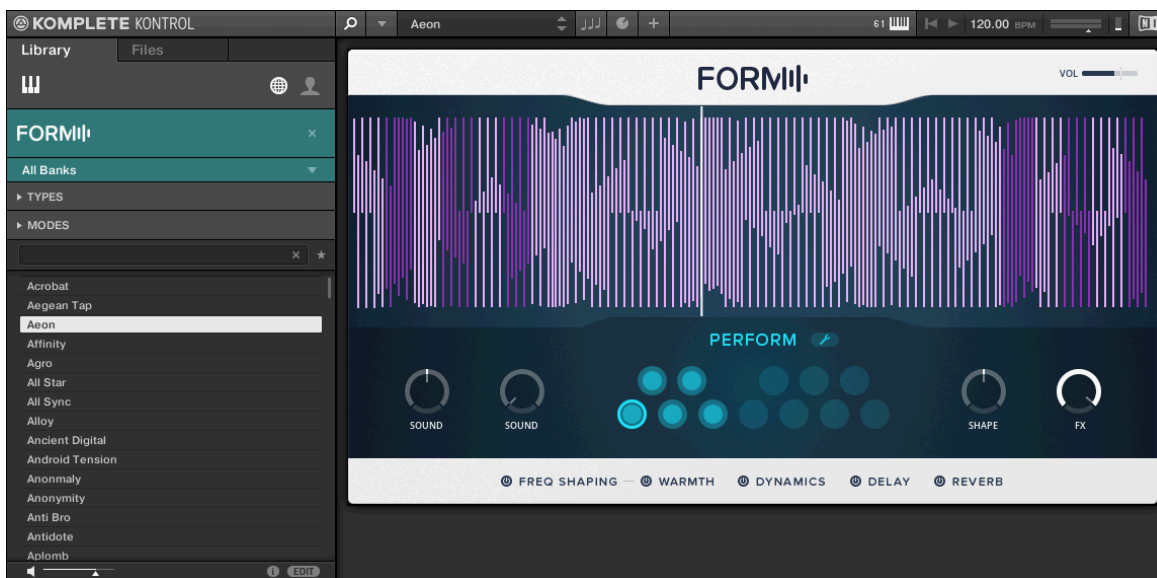 KOMPLETE KONTROL
Aeon
61
120.00 BPM
Library
Files
FORM
All Banks
TYPES
MODES
Acrobat
Aegean Tap
Aeon
Affinity
Agro
All Star
All Sync
Alloy
Ancient Digital
Android Tension
Anonmaly
Anonymity
Anti Bro
Antidote
Aplomb
EDIT
FORM
VOL
PERFORM
SOUND
SOUND
SHAPE
FX
FREQ SHAPING
WARMTH
DYNAMICS
DELAY
REVERB